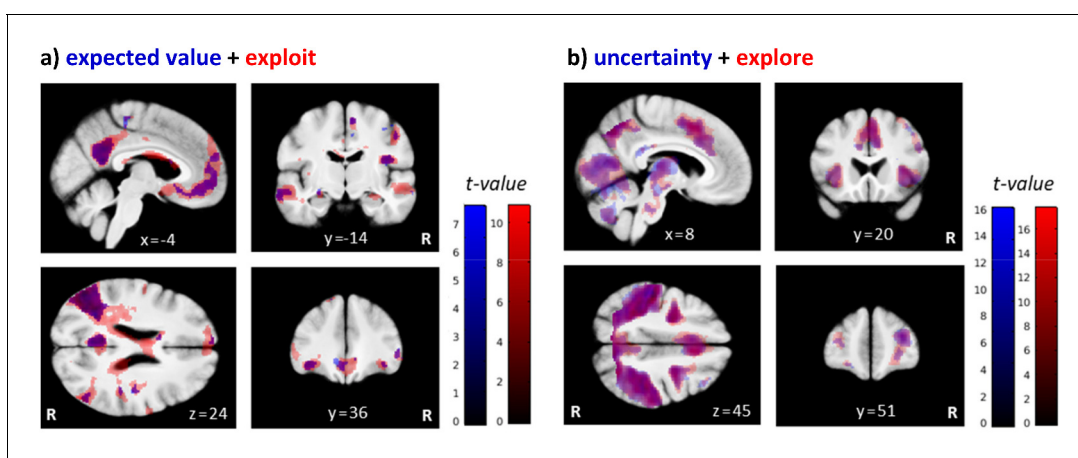 a) expected value + exploit
b) uncertainty + explore
x=-4
y=-14
R
R
z=24
y=36
R
t-value
7
6
5
4
3
2
1
0
10
8
6
4
2
0
x=8
y=20
R
R
z=45
y=51
R
t-value
16
14
12
10
8
6
4
2
0
16
14
12
10
8
6
4
2
0